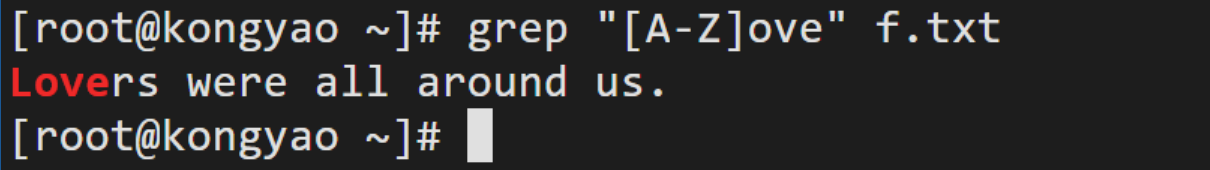 [root@kongyao ~]# grep "[A-Z]ove" f.txt
Lovers were all around us.
[root@kongyao ~]#